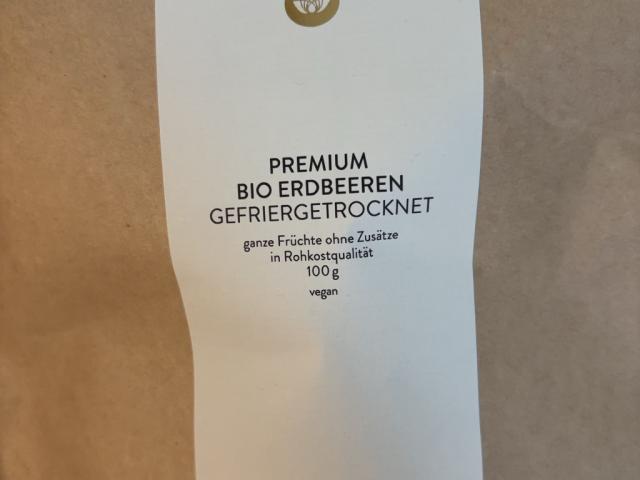 PREMIUM
BIO ERDBEEREN
GEFRIERGETROCKNET
ganze Früchte ohne Zusätze
in Rohkostqualität
100 g
vegan